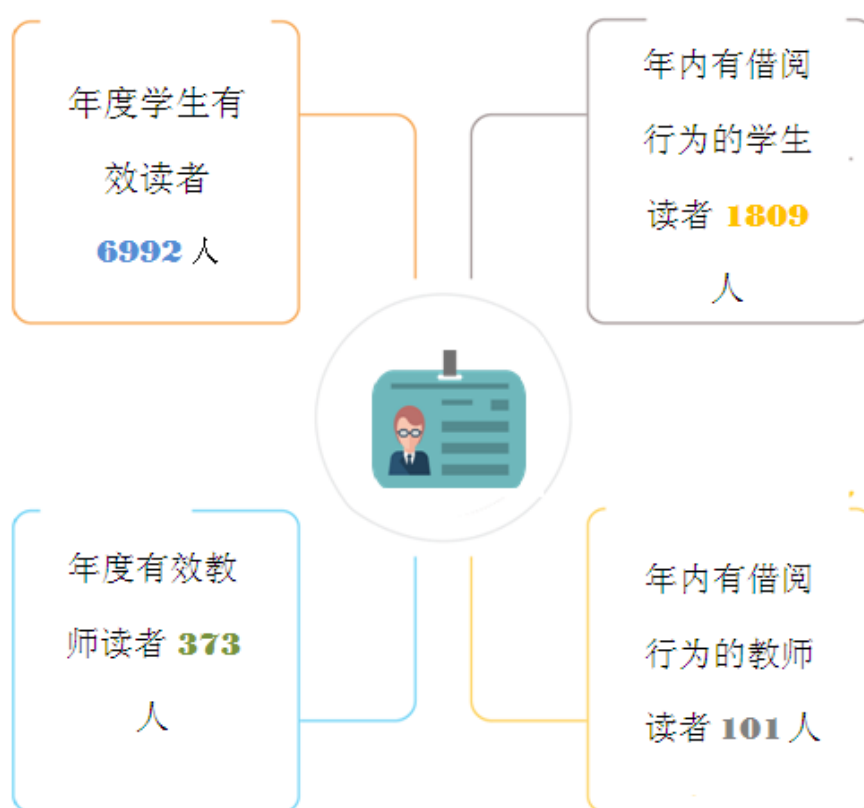 年度学生有
效读者
6992 人
年内有借阅
行为的学生
读者 1809
人
年度有效教
师读者 373
人
年内有借阅
行为的教师
读者 101 人